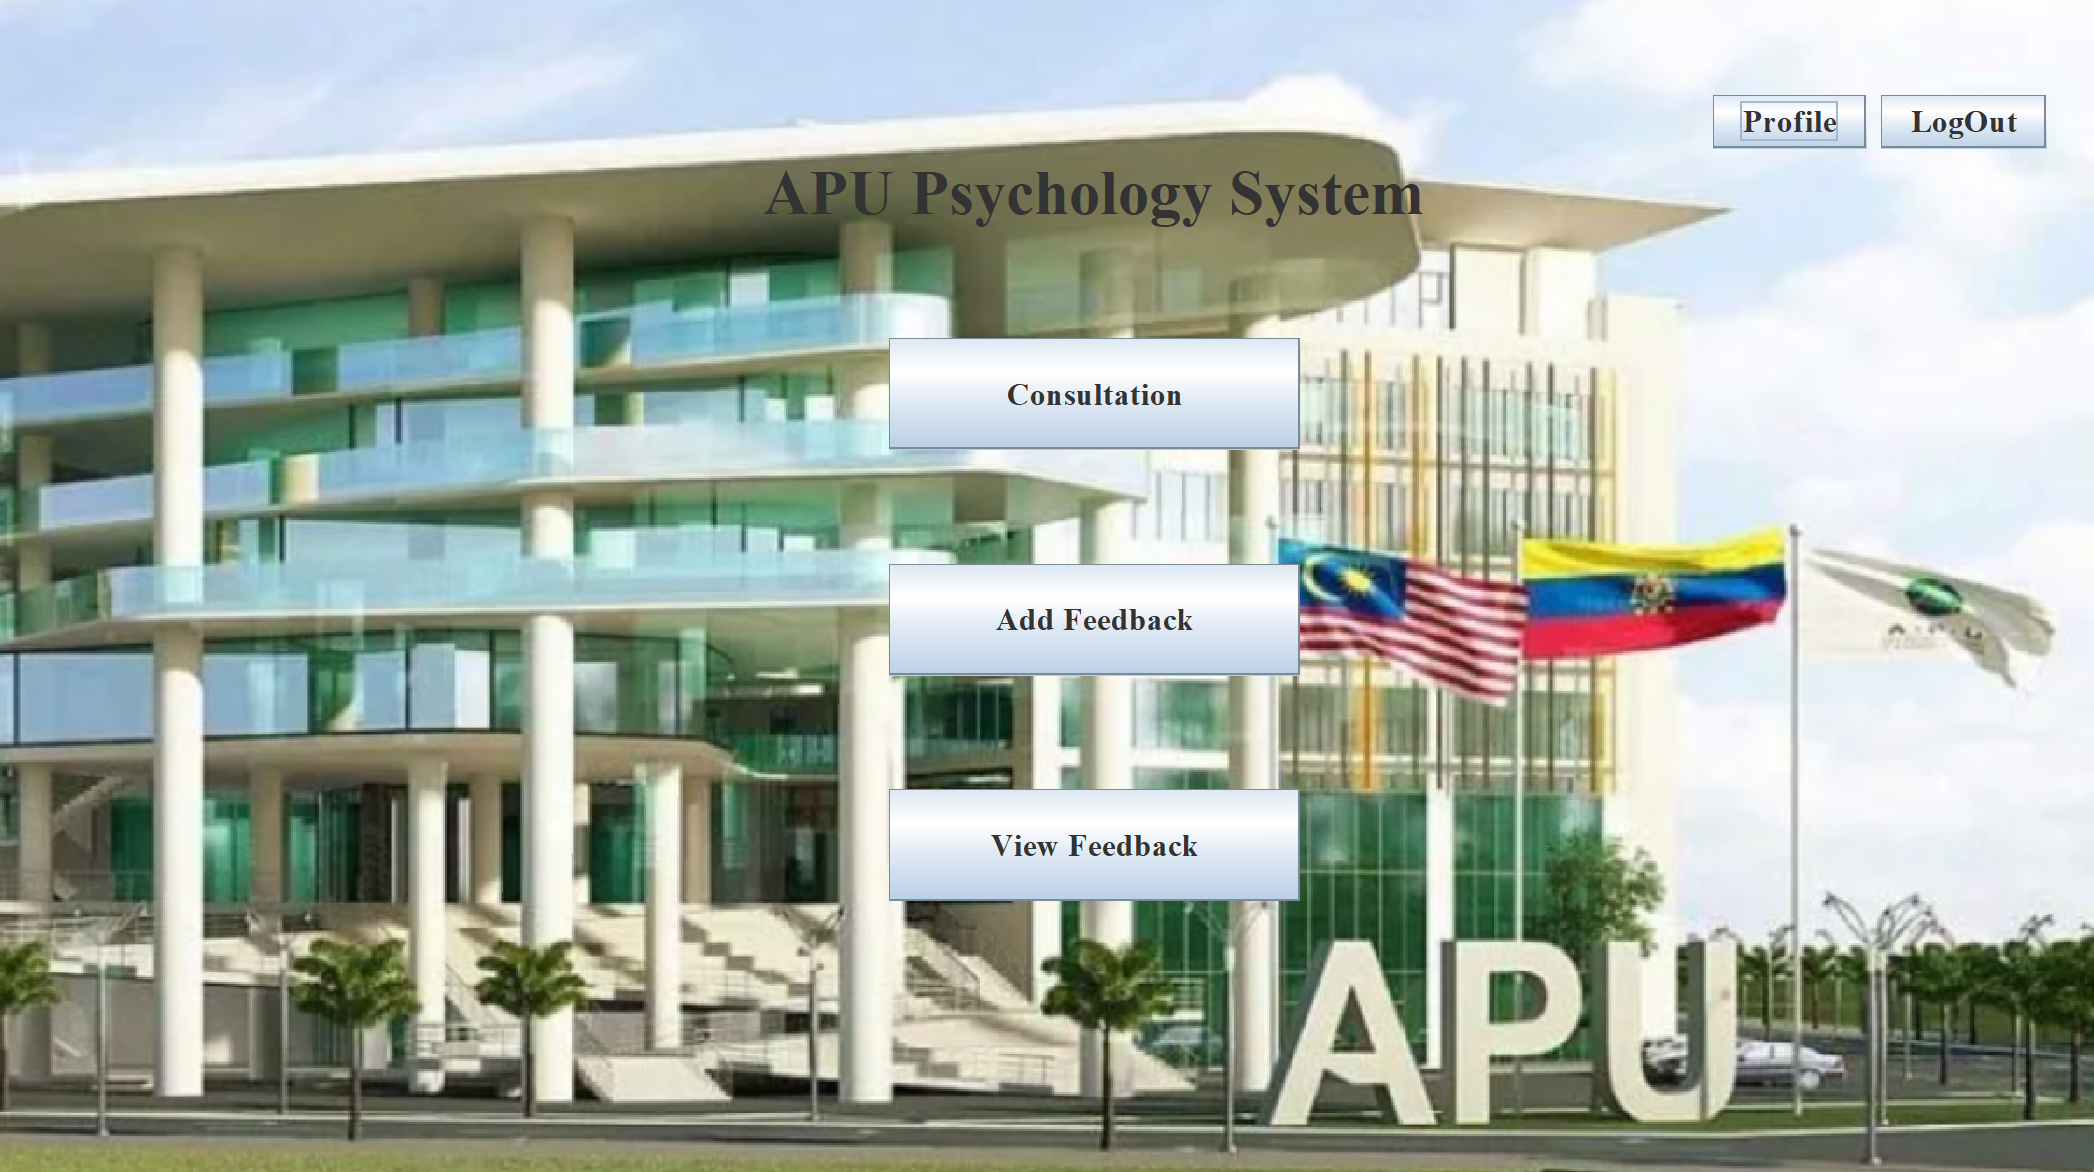 Profile
LogOut
APU Psychology System
Consultation
Add Feedback
View Feedback
APU